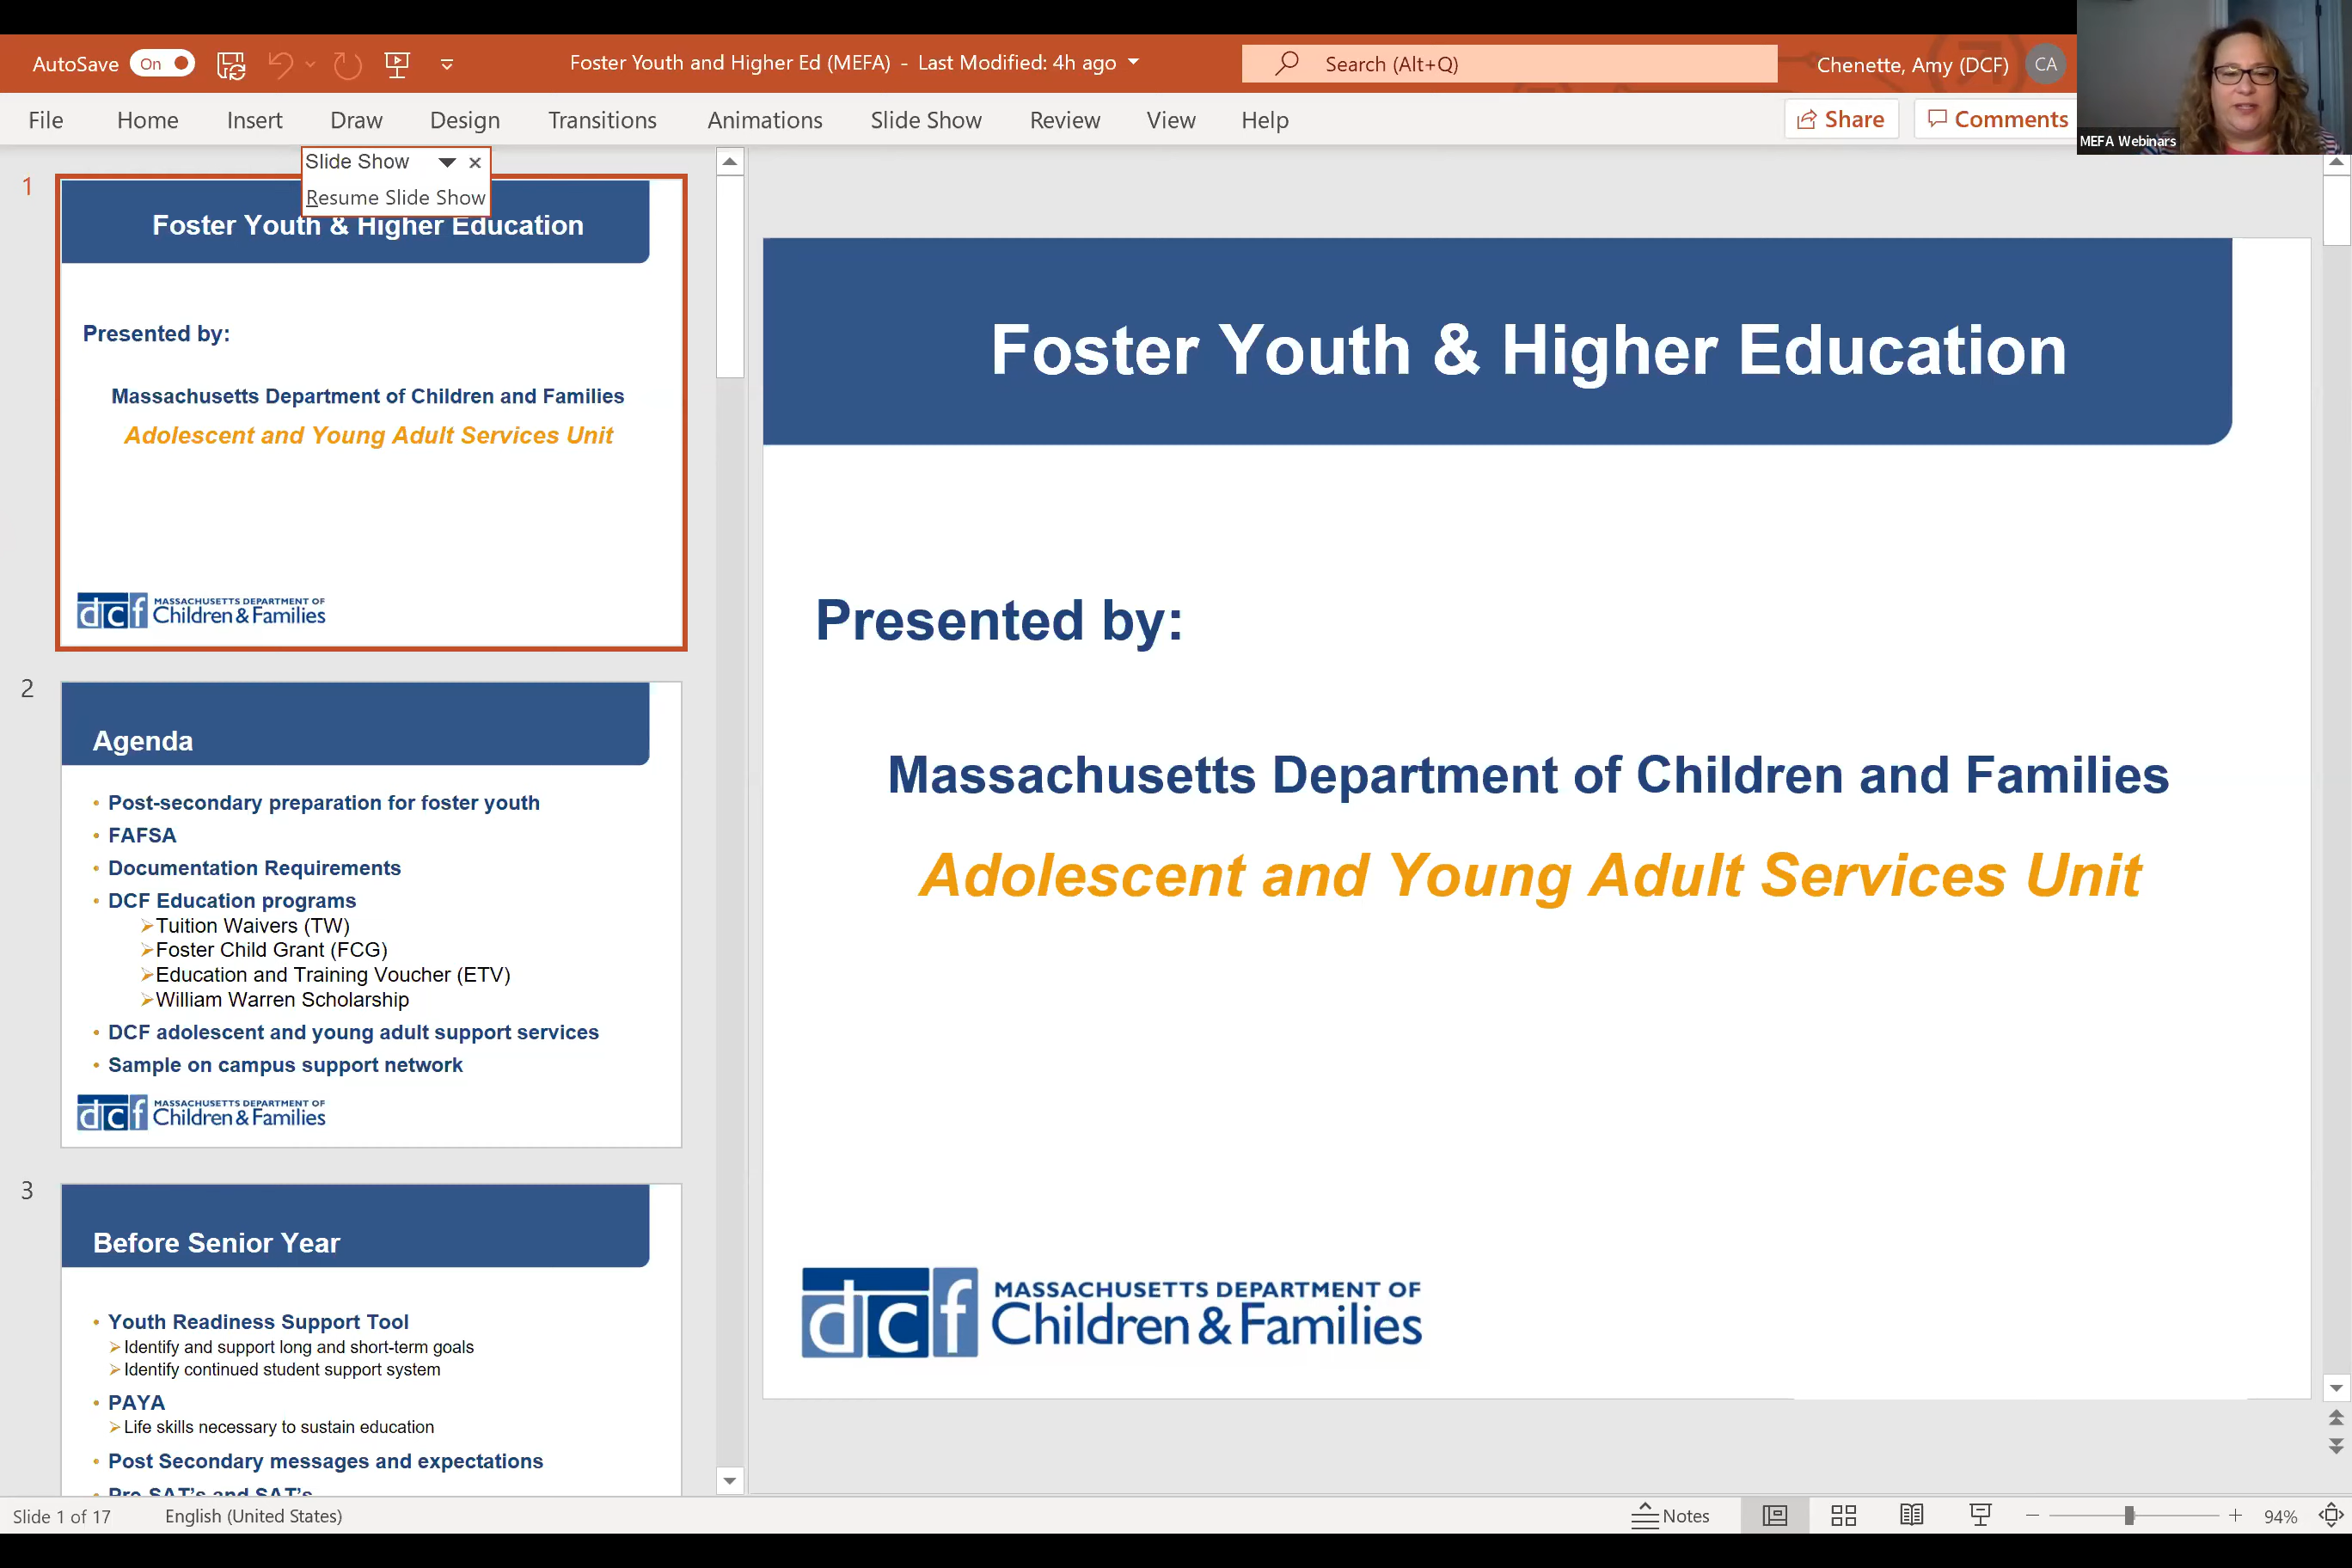 AutoSave On
Foster Youth and Higher Ed (MEFA) - Last Modified: 4h ago
Search (Alt+Q)
Chenette, Amy (DCF) CA
File Home Insert Draw Design Transitions Animations Slide Show Review View Help
Share Comments
MEFA Webinars
Slide Show
Resume Slide Show
1
Foster Youth & Higher Education
Presented by:
Massachusetts Department of Children and Families
Adolescent and Young Adult Services Unit
dcf MASSACHUSETTS DEPARTMENT OF
Children & Families
2
Agenda
• Post-secondary preparation for foster youth
• FAFSA
• Documentation Requirements
• DCF Education programs
➢Tuition Waivers (TW)
➢Foster Child Grant (FCG)
➢Education and Training Voucher (ETV)
➢William Warren Scholarship
• DCF adolescent and young adult support services
• Sample on campus support network
dcf MASSACHUSETTS DEPARTMENT OF
Children & Families
3
Before Senior Year
• Youth Readiness Support Tool
➢Identify and support long and short-term goals
➢Identify continued student support system
• PAYA
➢Life skills necessary to sustain education
• Post Secondary messages and expectations
• Pre SAT's and SAT's
Foster Youth & Higher Education
Presented by:
Massachusetts Department of Children and Families
Adolescent and Young Adult Services Unit
dcf MASSACHUSETTS DEPARTMENT OF
Children & Families
Slide 1 of 17 English (United States)
Notes 94%